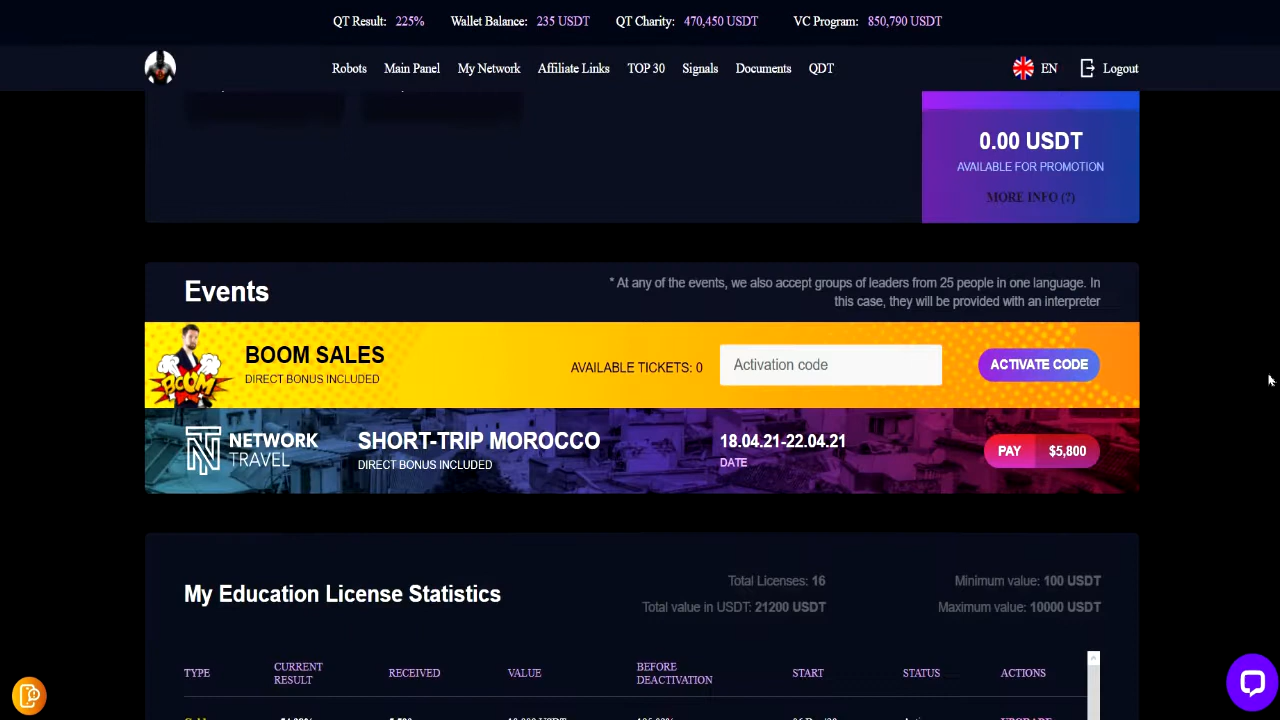 QT Result: 225% Wallet Balance: 235 USDT QT Charity: 470,450 USDT VC Program: 850,790 USDT
Robots Main Panel My Network Affiliate Links TOP 30 Signals Documents QDT EN Logout
0.00 USDT
AVAILABLE FOR PROMOTION
MORE INFO (?)
Events
* At any of the events, we also accept groups of leaders from 25 people in one language. In
this case, they will be provided with an interpreter
BOOM
BOOM SALES
DIRECT BONUS INCLUDED
AVAILABLE TICKETS: 0
Activation code
ACTIVATE CODE
NETWORK
TRAVEL
SHORT-TRIP MOROCCO
DIRECT BONUS INCLUDED
18.04.21-22.04.21
DATE
PAY $5,800
My Education License Statistics
Total Licenses: 16
Total value in USDT: 21200 USDT
Minimum value: 100 USDT
Maximum value: 10000 USDT
TYPE CURRENT RESULT RECEIVED VALUE BEFORE DEACTIVATION START STATUS ACTIONS